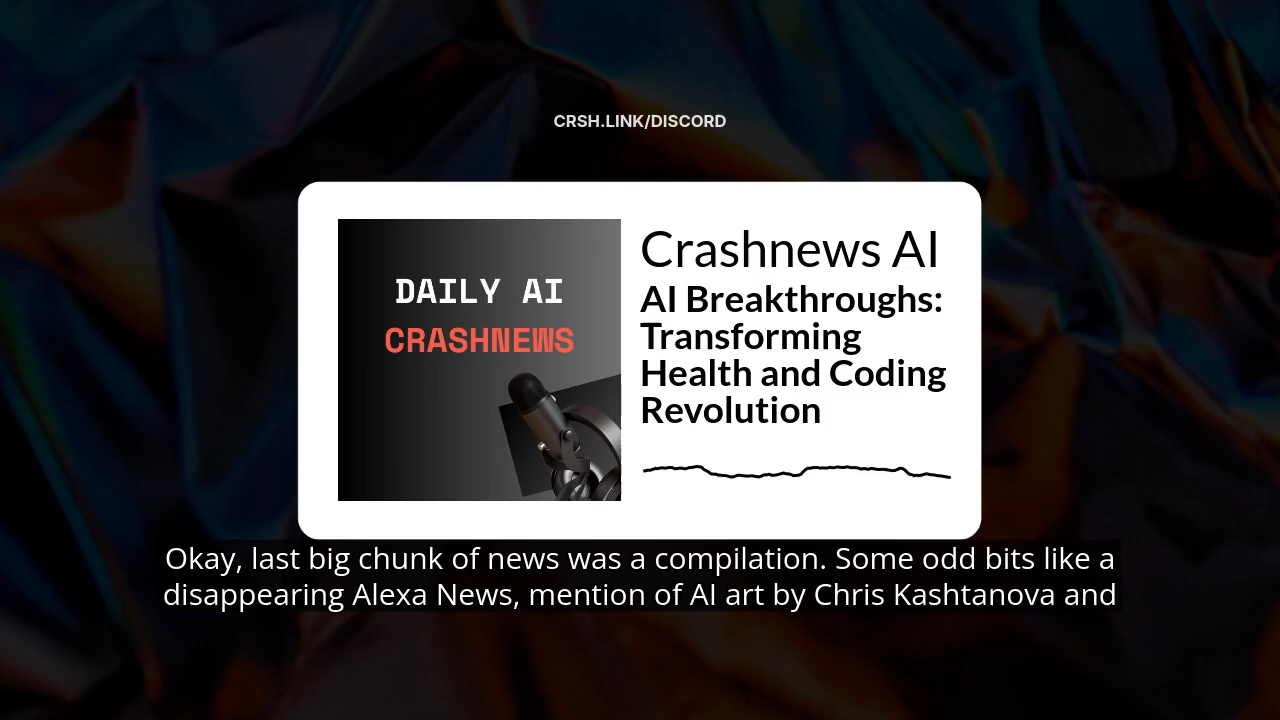 CRSH.LINK/DISCORD
DAILY AI
CRASHNEWS
Crashnews AI
AI Breakthroughs:
Transforming
Health and Coding
Revolution
Okay, last big chunk of news was a compilation. Some odd bits like a
disappearing Alexa News, mention of AI art by Chris Kashtanova and